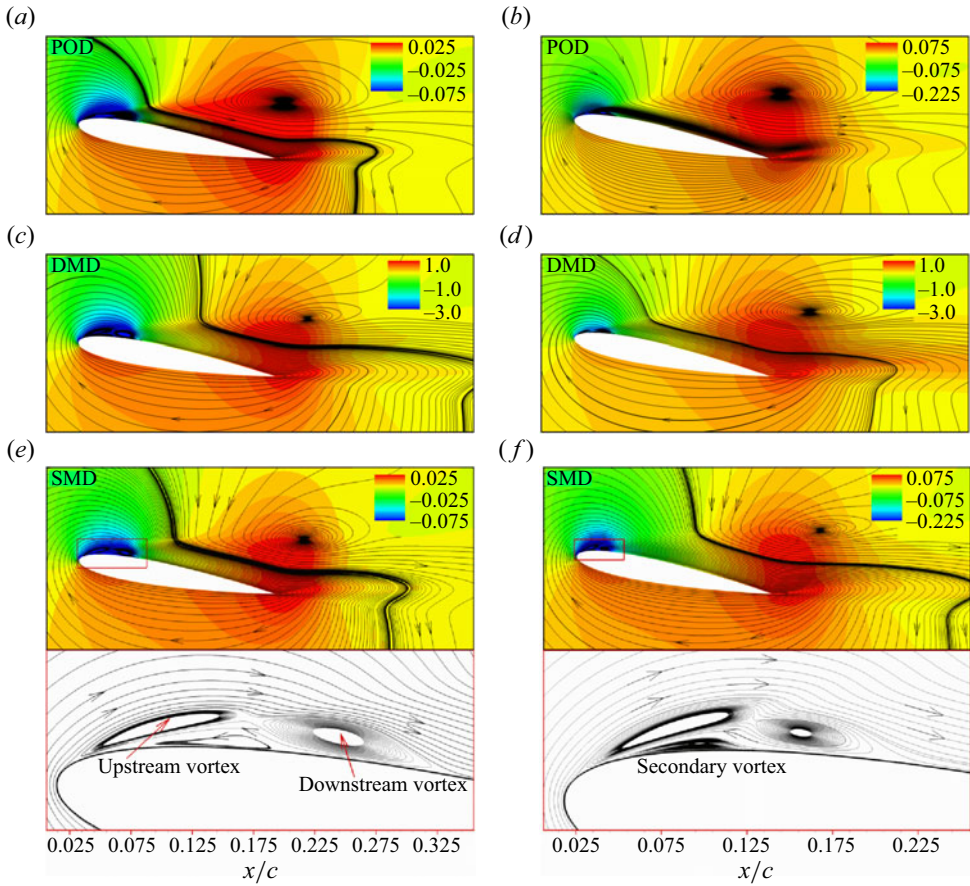 (a)
POD
0.025
–0.025
–0.075
(b)
POD
0.075
–0.075
–0.225
(c)
DMD
1.0
–1.0
–3.0
(d)
DMD
1.0
–1.0
–3.0
(e)
SMD
0.025
–0.025
–0.075
(f)
SMD
0.075
–0.075
–0.225
Upstream vortex
Downstream vortex
0.025 0.075 0.125 0.175 0.225 0.275 0.325
x/c
Secondary vortex
0.025 0.075 0.125 0.175 0.225
x/c